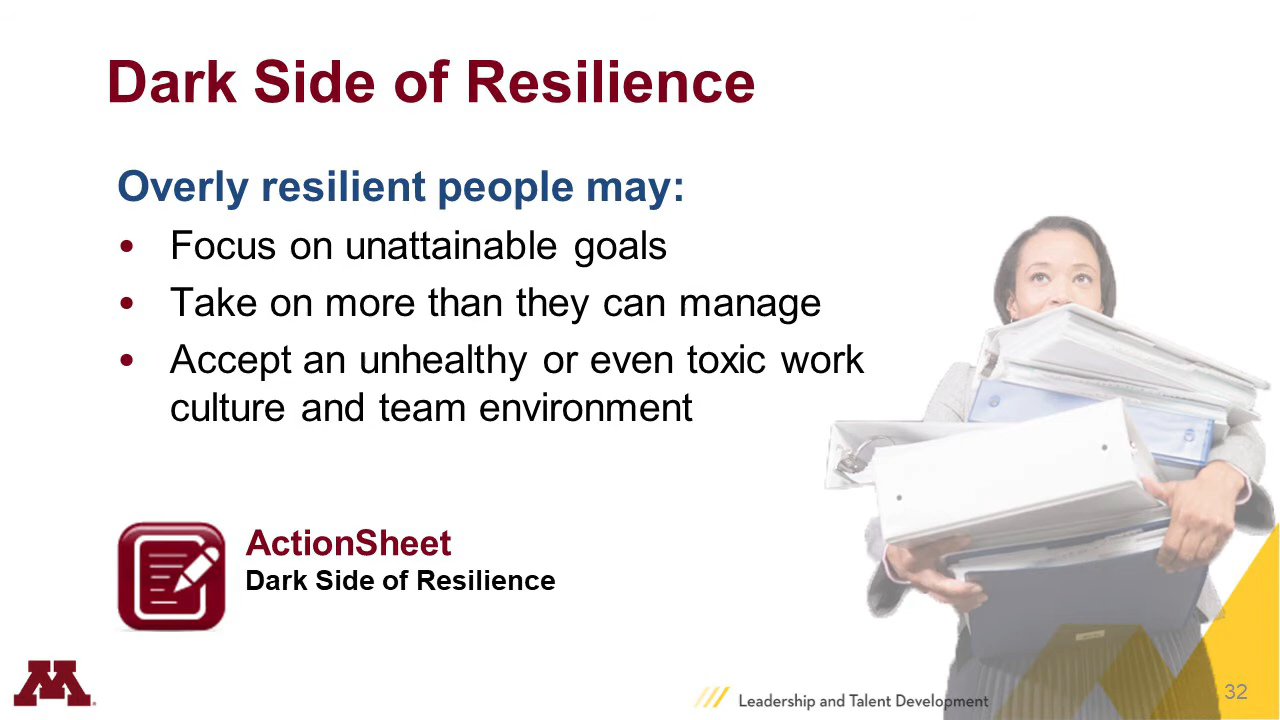 Dark Side of Resilience
Overly resilient people may:
• Focus on unattainable goals
• Take on more than they can manage
• Accept an unhealthy or even toxic work
culture and team environment
ActionSheet
Dark Side of Resilience
M
Leadership and Talent Development
32